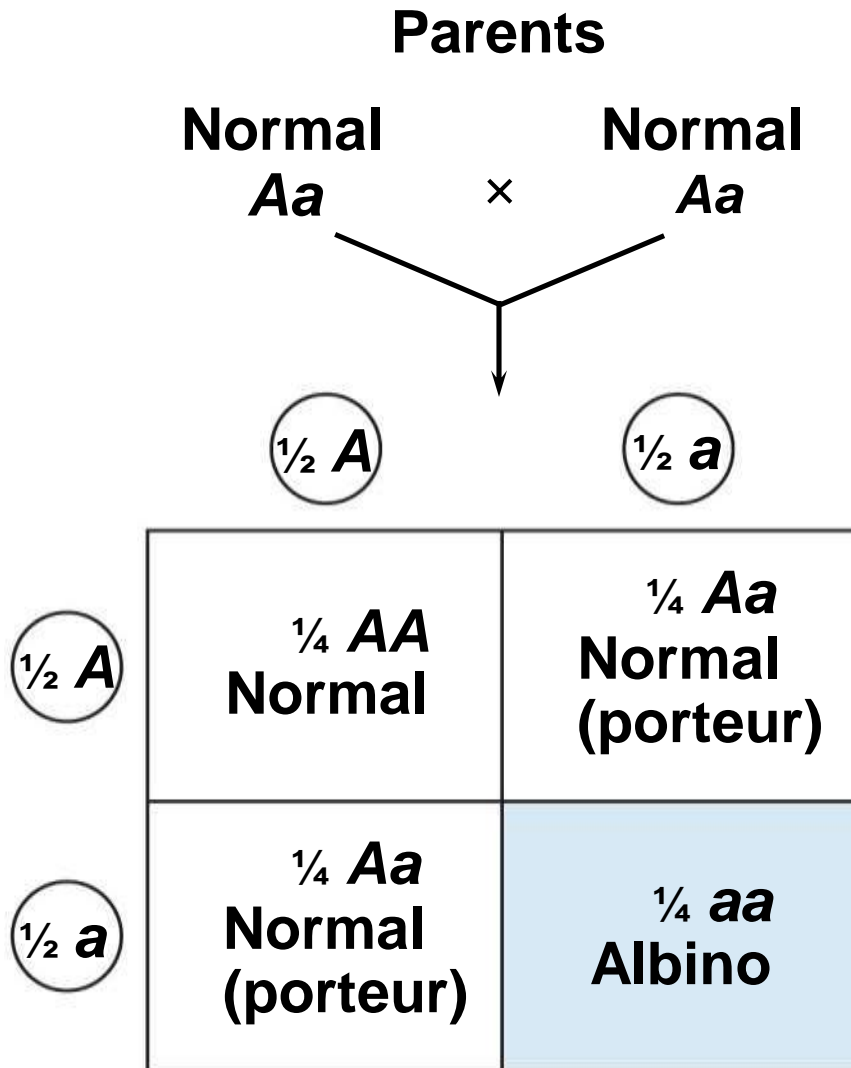 Parents
Normal Normal
Aa × Aa
½ A ½ a
¼ AA
Normal
¼ Aa
Normal
(porteur)
½ A
¼ Aa
Normal
(porteur)
¼ aa
Albino
½ a